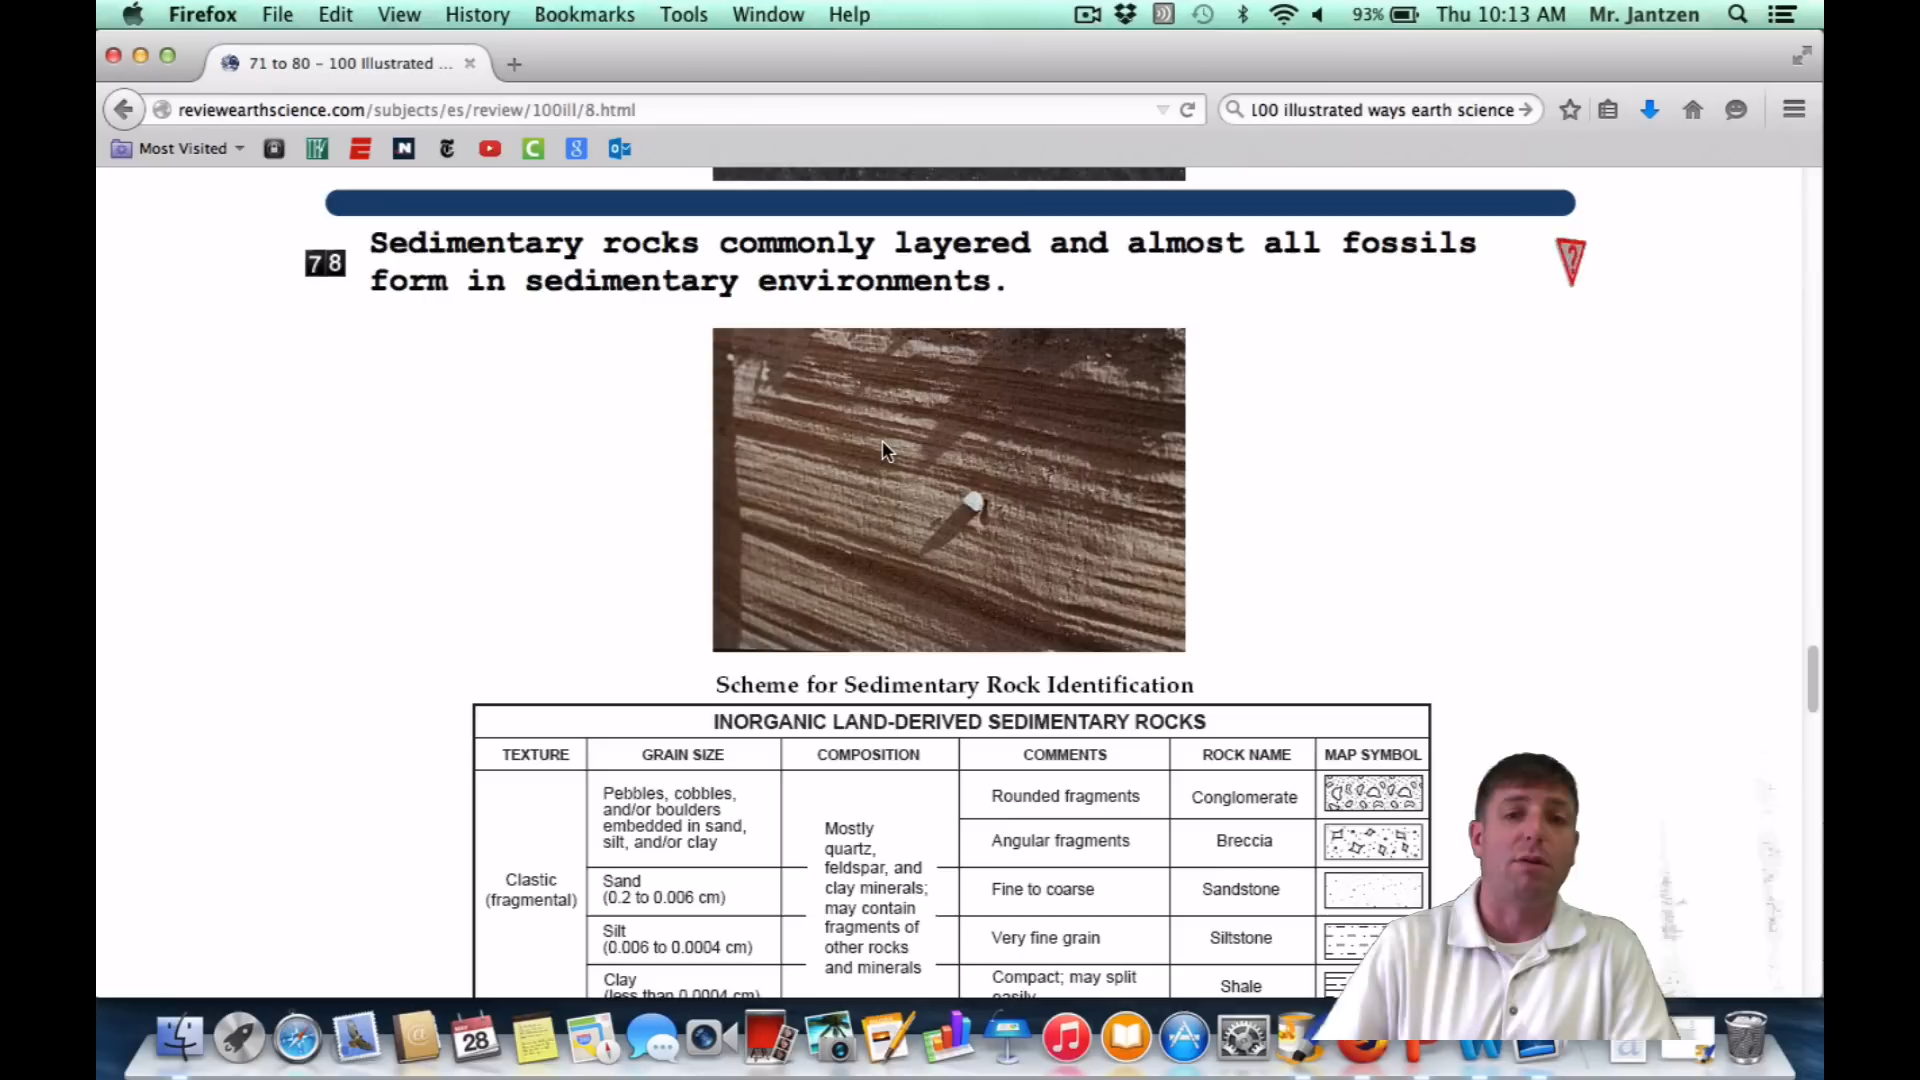 Firefox File Edit View History Bookmarks Tools Window Help 93% Thu 10:13 AM Mr. Jantzen
71 to 80 – 100 Illustrated ...
reviewearthscience.com/subjects/es/review/100ill/8.html
100 illustrated ways earth science
Most Visited
78
Sedimentary rocks commonly layered and almost all fossils
form in sedimentary environments.
?
Scheme for Sedimentary Rock Identification
INORGANIC LAND-DERIVED SEDIMENTARY ROCKS
TEXTURE GRAIN SIZE COMPOSITION COMMENTS ROCK NAME MAP SYMBOL
Clastic
(fragmental)
Pebbles, cobbles,
and/or boulders
embedded in sand,
silt, and/or clay
Sand
(0.2 to 0.006 cm)
Silt
(0.006 to 0.0004 cm)
Clay
(less than 0.0004 cm)
Mostly
quartz,
feldspar, and
clay minerals;
may contain
fragments of
other rocks
and minerals
Rounded fragments Conglomerate
Angular fragments Breccia
Fine to coarse Sandstone
Very fine grain Siltstone
Compact; may split
easily
Shale
28